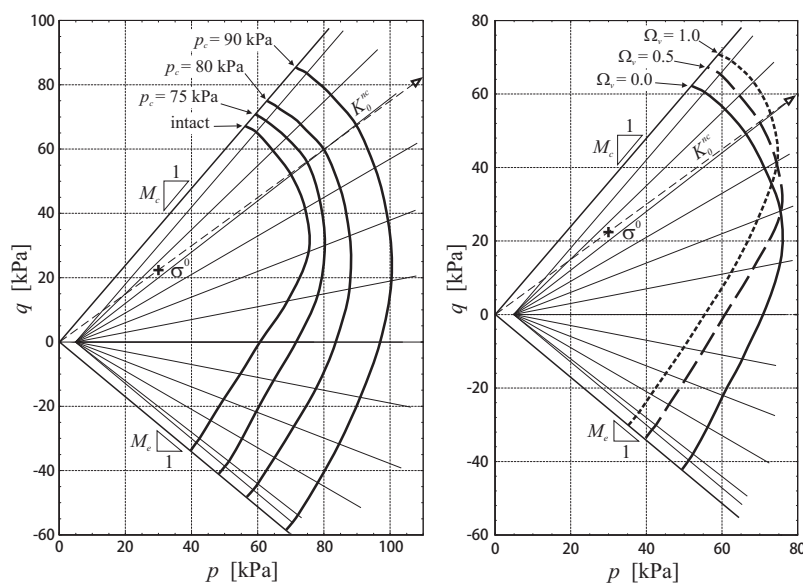 p_c = 90 kPa
p_c = 80 kPa
p_c = 75 kPa
intact
K_0^{nc}
1
M_c
σ^0
M_e
1
q [kPa]
100
80
60
40
20
0
-20
-40
-60
0 20 40 60 80 100
p [kPa]
Ω_v = 1.0
Ω_v = 0.5
Ω_v = 0.0
K_0^{nc}
1
M_c
σ^0
M_e
1
q [kPa]
80
60
40
20
0
-20
-40
-60
0 20 40 60 80
p [kPa]